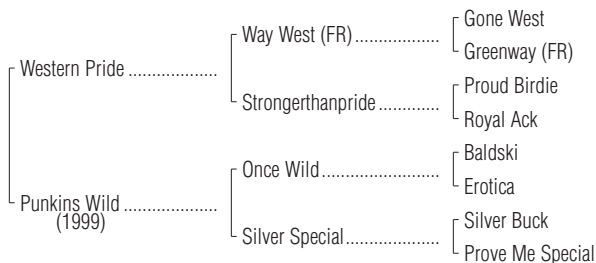 Gone West
Way West (FR)...................
Greenway (FR)
Western Pride ....................
Proud Birdie
Strongerthanpride..............
Royal Ack
Baldski
Once Wild..........................
Erotica
Punkins Wild .....................
(1999)
Silver Buck
Silver Special.....................
Prove Me Special